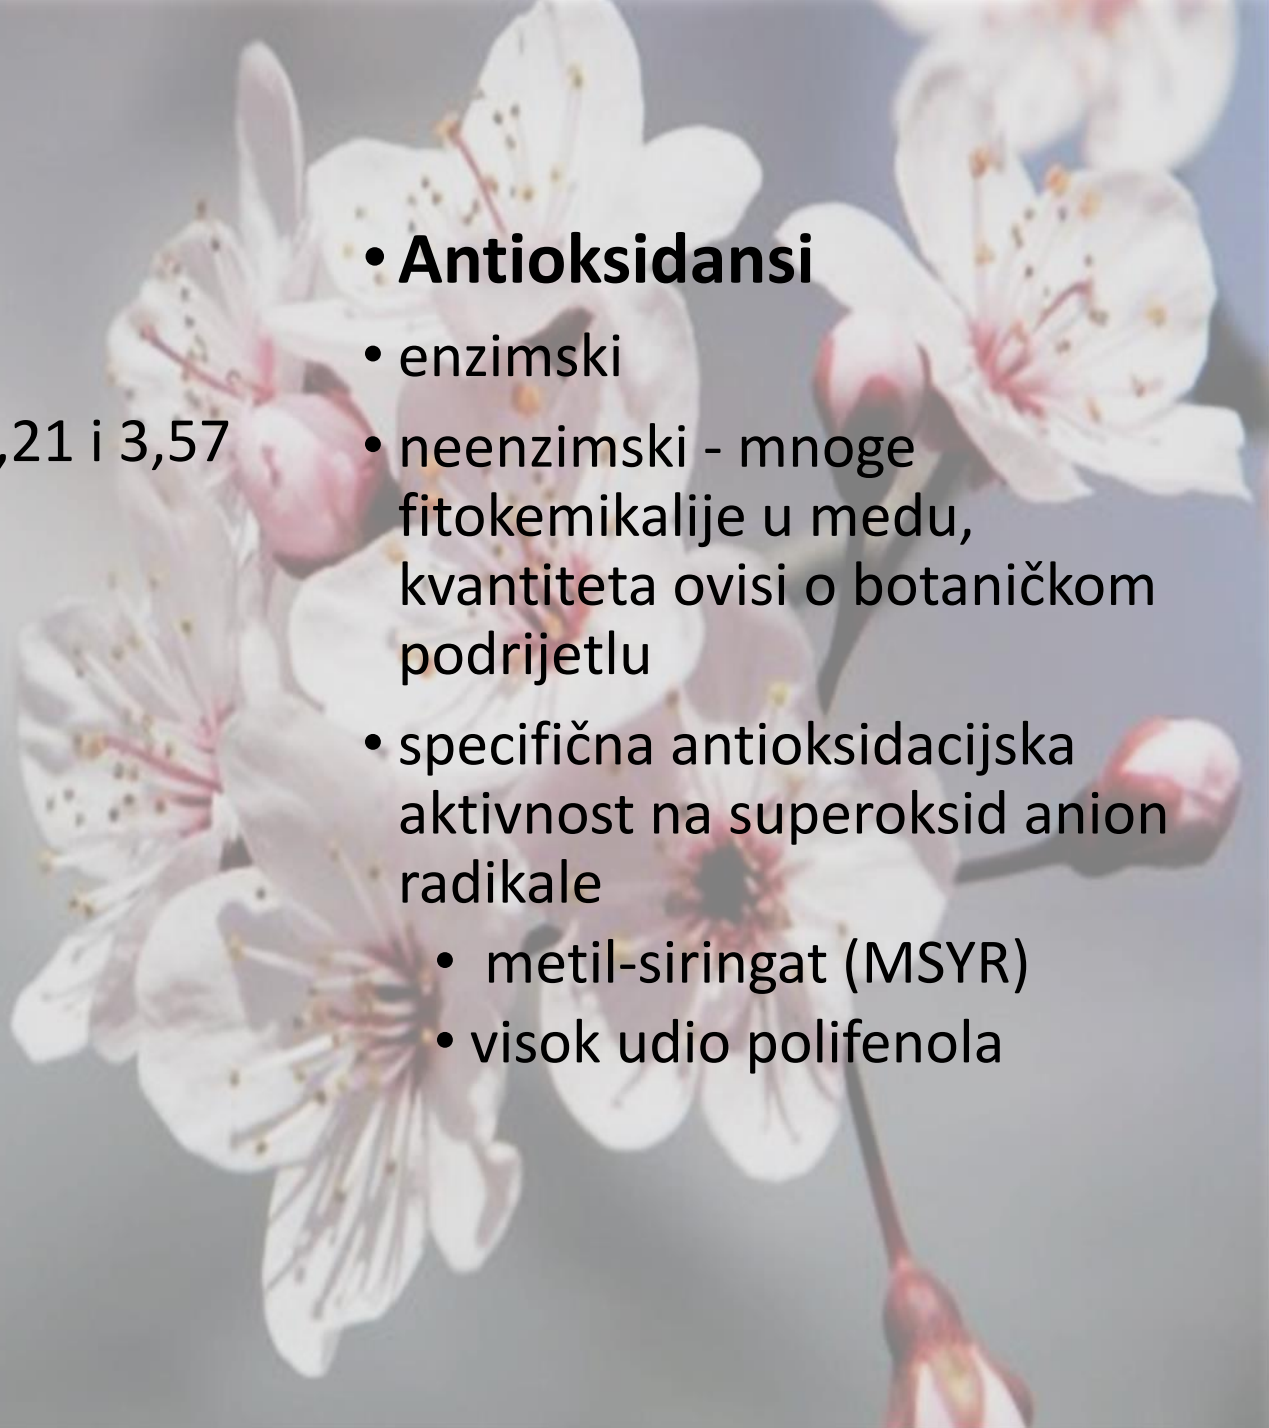 ,21 i 3,57
• Antioksidansi
• enzimski
• neenzimski - mnoge
fitokemikalije u medu,
kvantiteta ovisi o botaničkom
podrijetlu
• specifična antioksidacijska
aktivnost na superoksid anion
radikale
• metil-siringat (MSYR)
• visok udio polifenola